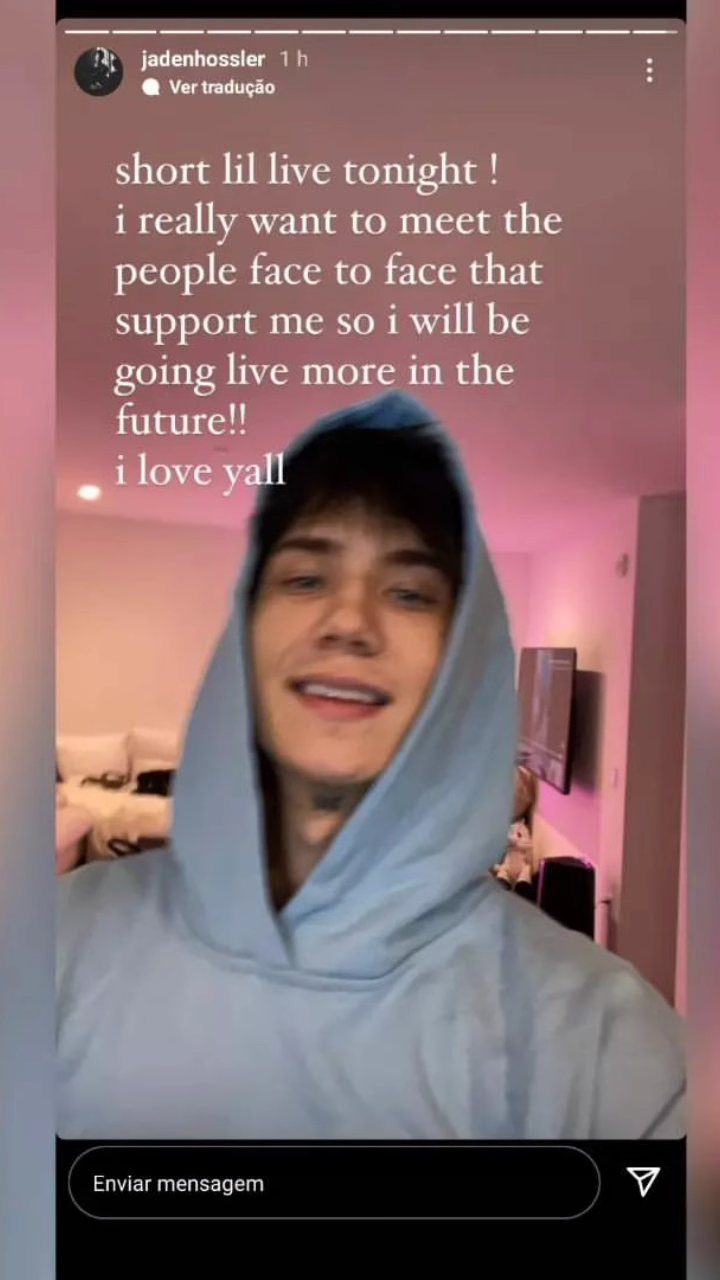 jadenhossler 1 h
Ver tradução
short lil live tonight !
i really want to meet the
people face to face that
support me so i will be
going live more in the
future!!
i love yall
Enviar mensagem